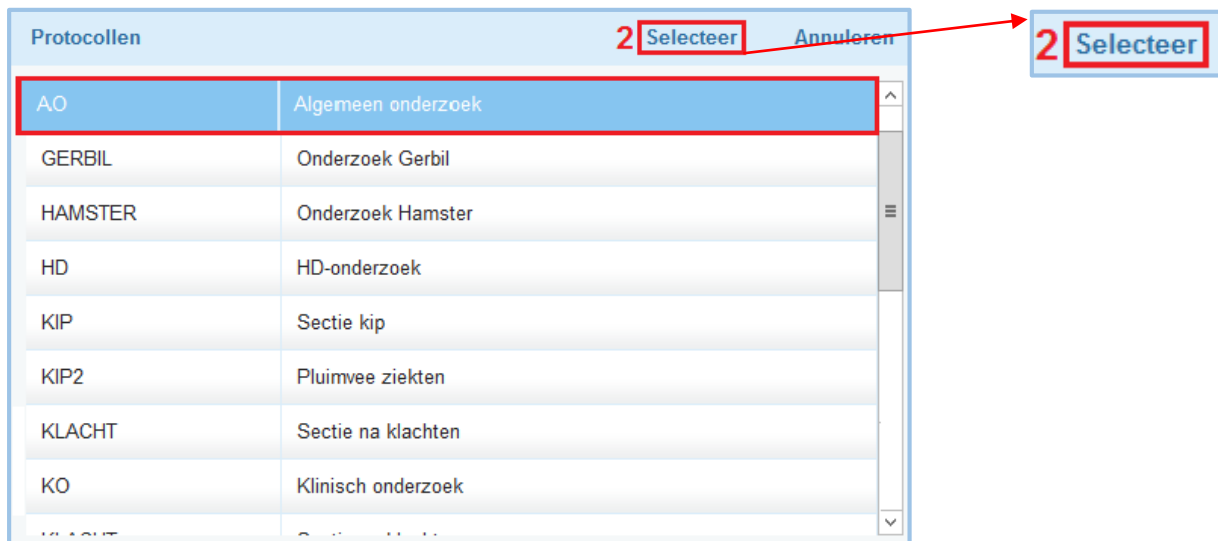 Protocollen 2 Selecteer Annuleren
2 Selecteer
AO Algemeen onderzoek
GERBIL Onderzoek Gerbil
HAMSTER Onderzoek Hamster
HD HD-onderzoek
KIP Sectie kip
KIP2 Pluimvee ziekten
KLACHT Sectie na klachten
KO Klinisch onderzoek